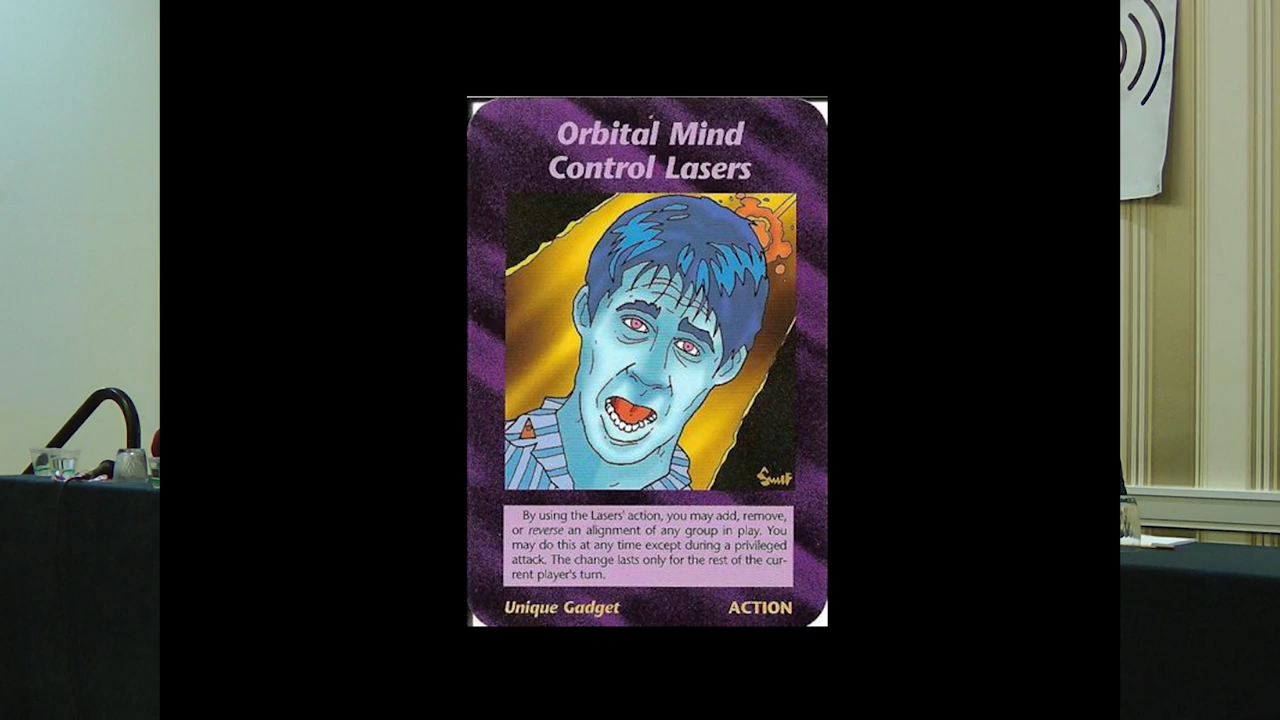 Orbital Mind
Control Lasers
Swif
By using the Lasers' action, you may add, remove,
or reverse an alignment of any group in play. You
may do this at any time except during a privileged
attack. The change lasts only for the rest of the cur-
rent player's turn.
Unique Gadget
ACTION